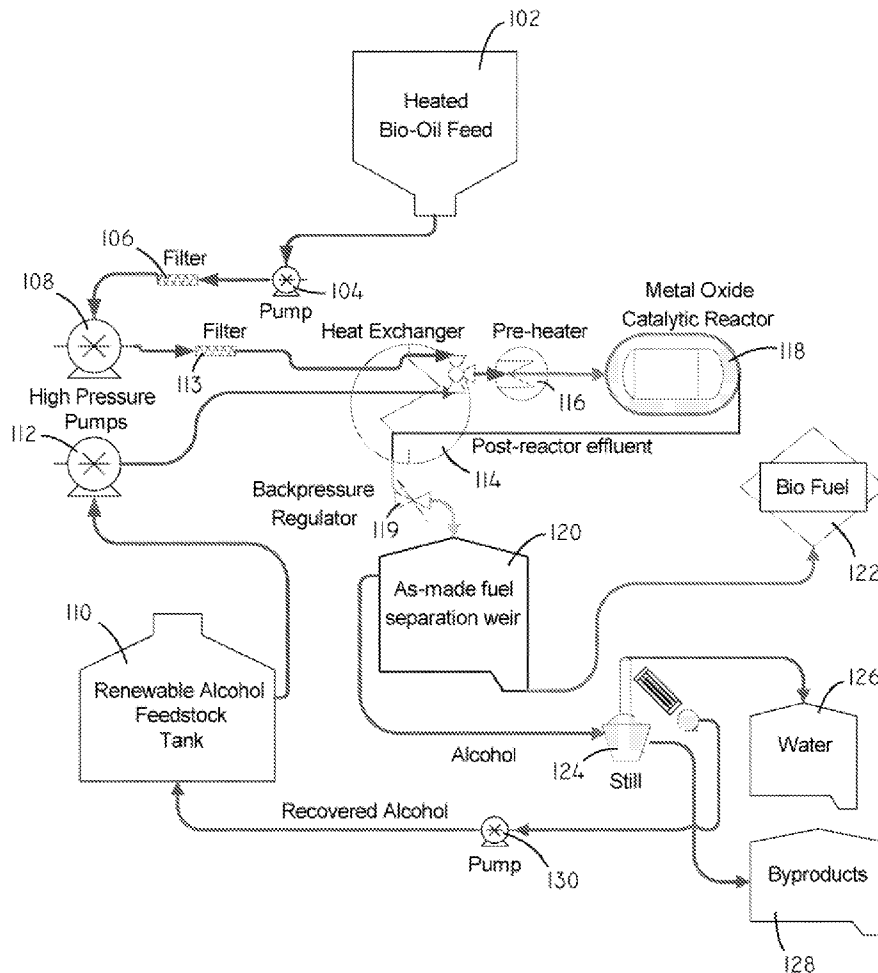 102
Heated
Bio-Oil Feed
106
Filter
108
104
Pump
Metal Oxide
Catalytic Reactor
Filter
Heat Exchanger
Pre-heater
118
113
116
High Pressure
Pumps
112
Post-reactor effluent
114
Backpressure
Regulator
119
Bio Fuel
120
122
As-made fuel
separation weir
110
Renewable Alcohol
Feedstock
Tank
126
Water
Alcohol
124
Still
Recovered Alcohol
Pump
130
Byproducts
128